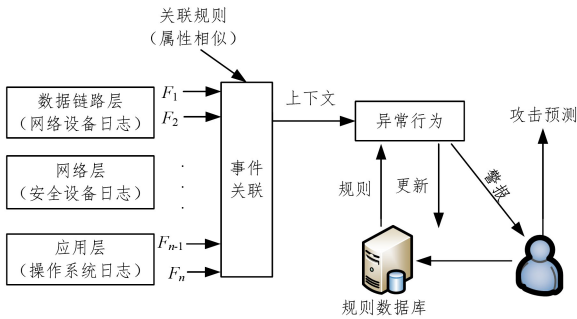 关联规则
（属性相似）
数据链路层
（网络设备日志）
F1
F2
网络层
（安全设备日志）
应用层
（操作系统日志）
Fn-1
Fn
事件
关联
上下文
异常行为
规则
更新
警报
攻击预测
规则数据库